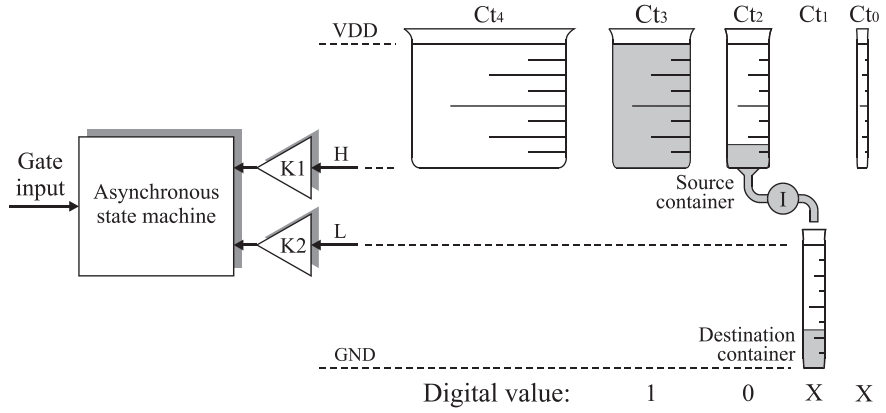 Ct4 Ct3 Ct2 Ct1 Ct0
VDD
Gate
input
Asynchronous
state machine
K1
H
K2
L
Source
container
I
Destination
container
GND
Digital value: 1 0 X X